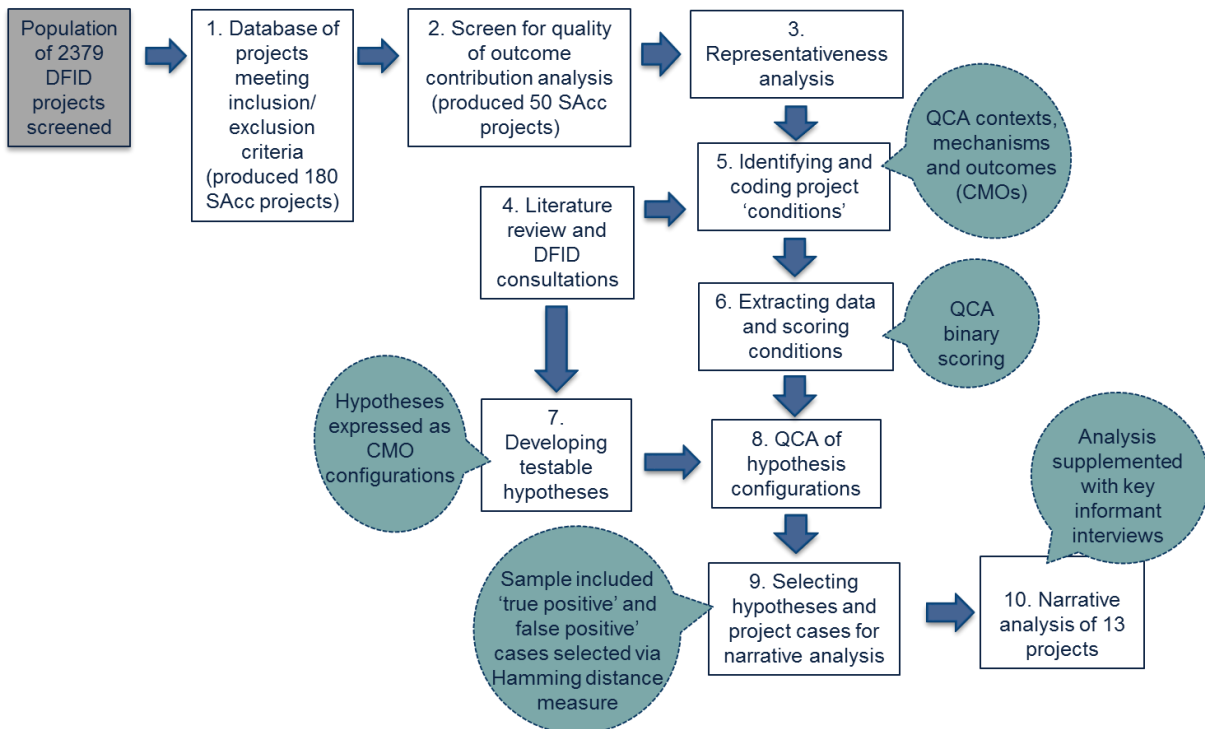 Population
of 2379
DFID
projects
screened
1. Database of
projects
meeting
inclusion/
exclusion
criteria
(produced 180
SAcc projects)
2. Screen for quality
of outcome
contribution analysis
(produced 50 SAcc
projects)
3.
Representativeness
analysis
QCA contexts,
mechanisms
and outcomes
(CMOs)
5. Identifying and
coding project
‘conditions’
4. Literature
review and
DFID
consultations
6. Extracting data
and scoring
conditions
QCA
binary
scoring
Hypotheses
expressed as
CMO
configurations
7.
Developing
testable
hypotheses
8. QCA of
hypothesis
configurations
Analysis
supplemented
with key
informant
interviews
Sample included
‘true positive’ and
false positive’
cases selected via
Hamming distance
measure
9. Selecting
hypotheses and
project cases for
narrative analysis
10. Narrative
analysis of 13
projects